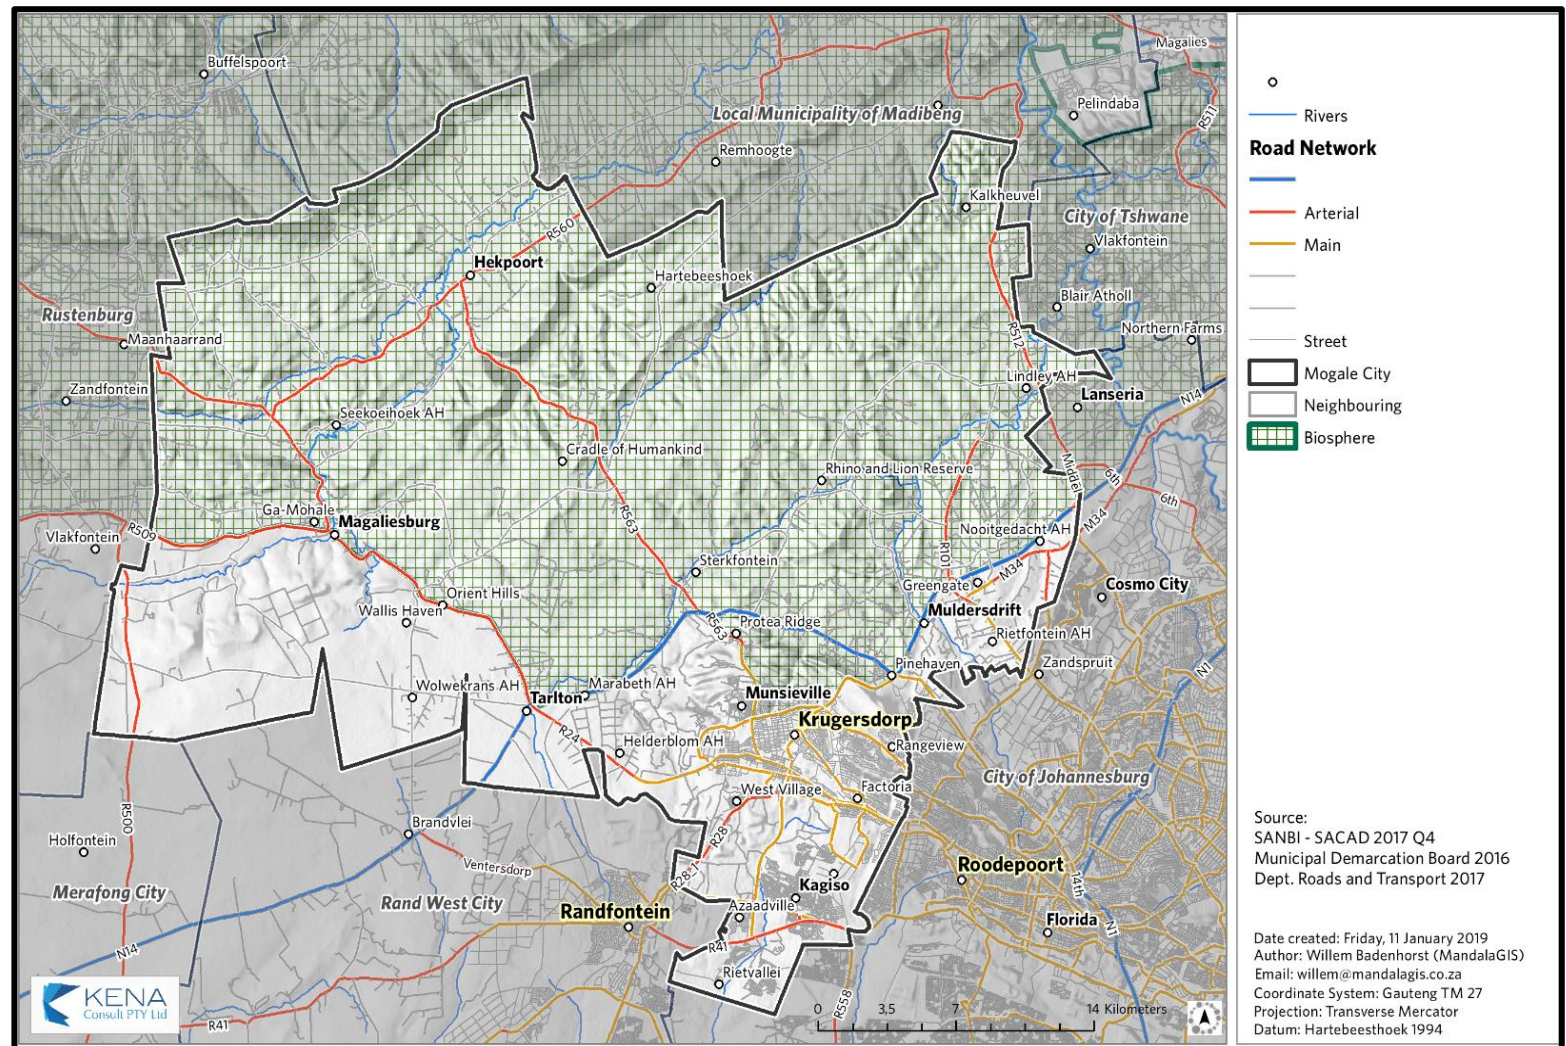 Buffelspoort
Magalies
Pelindaba
R511
Local Municipality of Madibeng
Remhoogte
Kalkheuvel
City of Tshwane
Vlakfontein
R560
Hekpoort
Hartebeeshoek
Blair Atholl
Rustenburg
Maanhaarrand
Northern Farms
R512
Zandfontein
Lindley AH
Lanseria
N14
Seekoeihoek AH
Cradle of Humankind
Rhino and Lion Reserve
Middel
6th
6th
Ga-Mohale
Magaliesburg
R563
Nooitgedacht AH
M34
R509
Vlakfontein
R101
Sterkfontein
Greengate
M34
Cosmo City
Orient Hills
Wallis Haven
Muldersdrift
R563
Protea Ridge
Rietfontein AH
Pinehaven
Zandspruit
N1
Wolwekrans AH
Marabeth AH
Tarlton
Munsieville
Krugersdorp
R24
Helderblom AH
Rangeview
City of Johannesburg
West Village
Factoria
R500
Brandvlei
R28
Holfontein
Ventersdorp
Roodepoort
R28_1
Kagiso
14th
Merafong City
Rand West City
Randfontein
Azaadville
Florida
N1
N14
R41
Rietvallei
R558
R41
KENA
Consult PTY Ltd
0 3,5 7 14 Kilometers
Rivers
Road Network
Arterial
Main
Street
Mogale City
Neighbouring
Biosphere
Source:
SANBI - SACAD 2017 Q4
Municipal Demarcation Board 2016
Dept. Roads and Transport 2017
Date created: Friday, 11 January 2019
Author: Willem Badenhorst (MandalaGIS)
Email: willem@mandalagis.co.za
Coordinate System: Gauteng TM 27
Projection: Transverse Mercator
Datum: Hartebeesthoek 1994